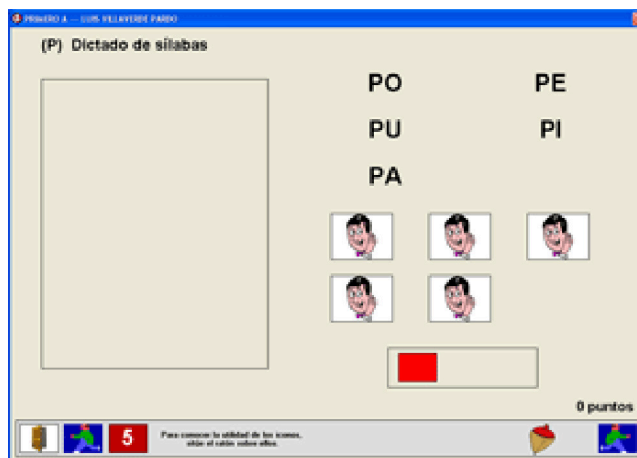 PRIMERO A -- LUIS VILLAVERDE PARDO
(P) Dictado de sílabas
PO PE
PU PI
PA
0 puntos
5
Para conocer la utilidad de los iconos,
sitúe el ratón sobre ellos.